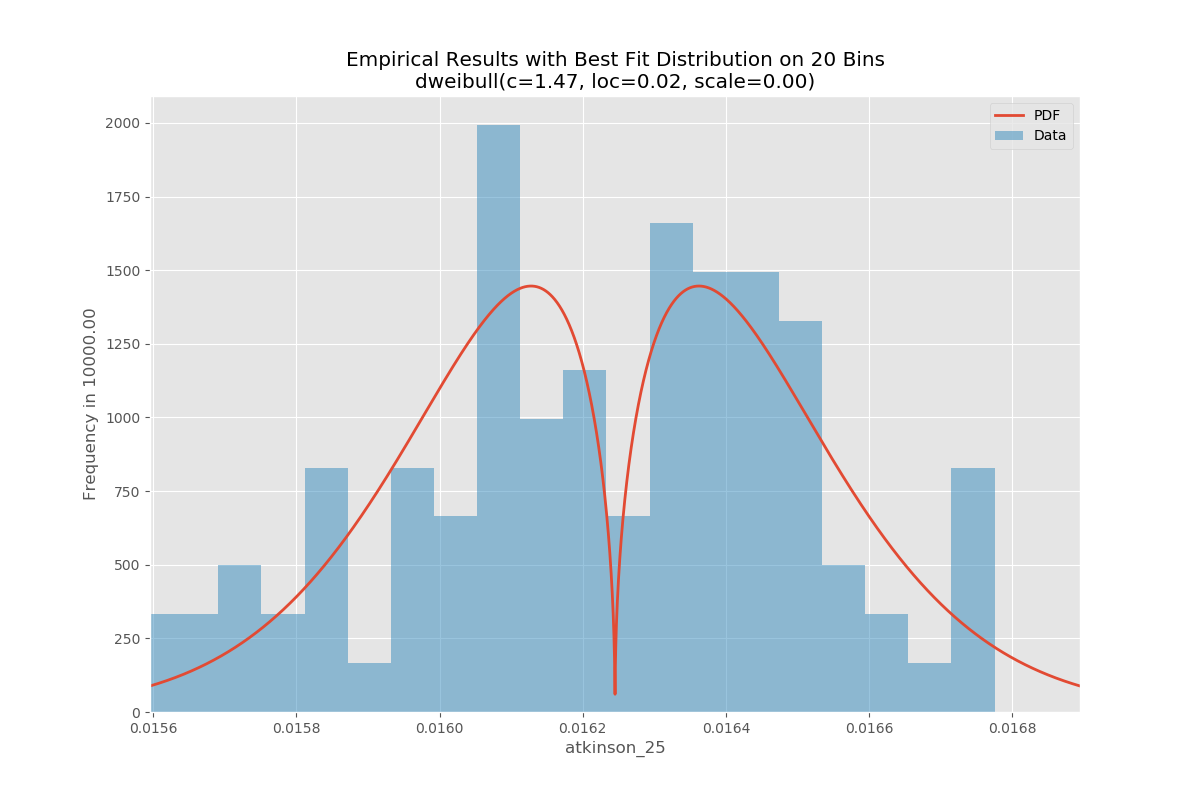 Empirical Results with Best Fit Distribution on 20 Bins
dweibull(c=1.47, loc=0.02, scale=0.00)
PDF
Data
2000
1750
1500
1250
1000
750
500
250
0
Frequency in 10000.00
0.0156
0.0158
0.0160
0.0162
0.0164
0.0166
0.0168
atkinson_25